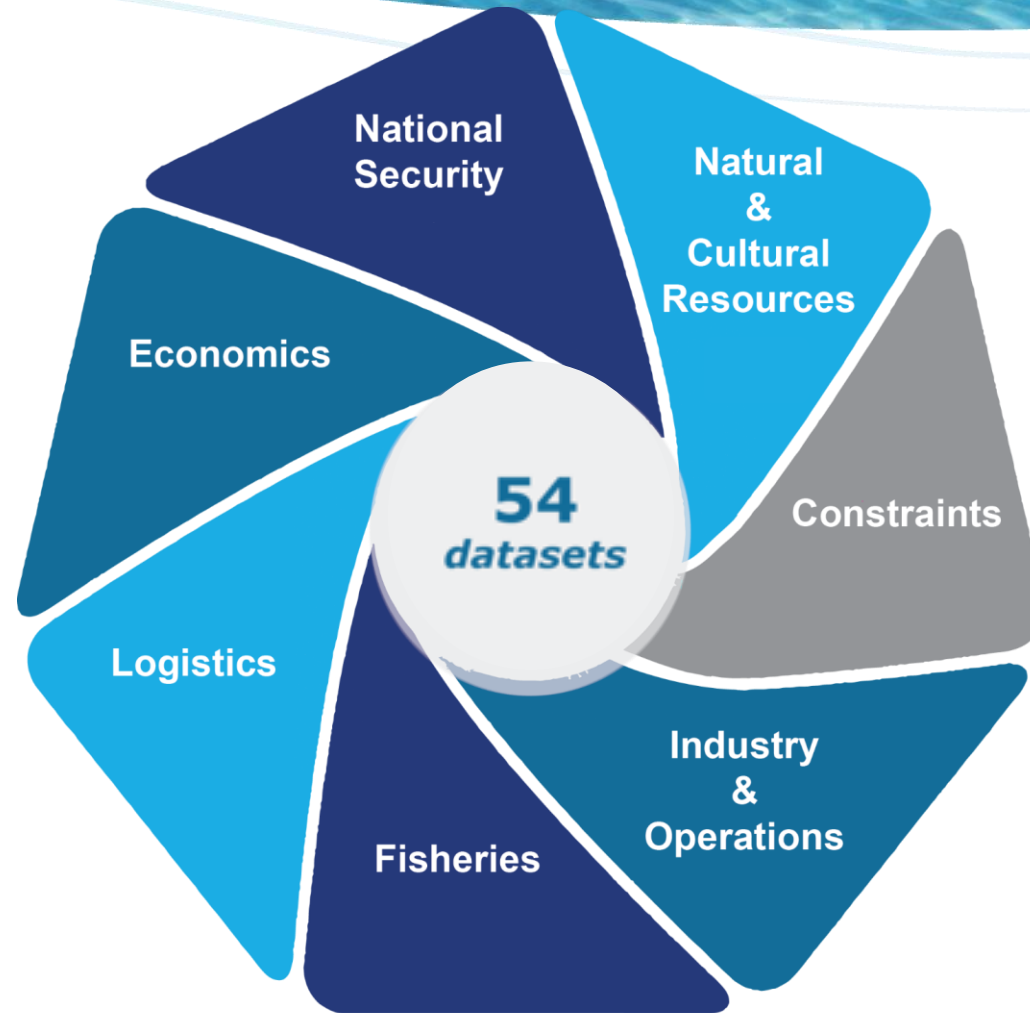 National
Security
Natural
&
Cultural
Resources
Economics
54
datasets
Constraints
Logistics
Industry
&
Operations
Fisheries